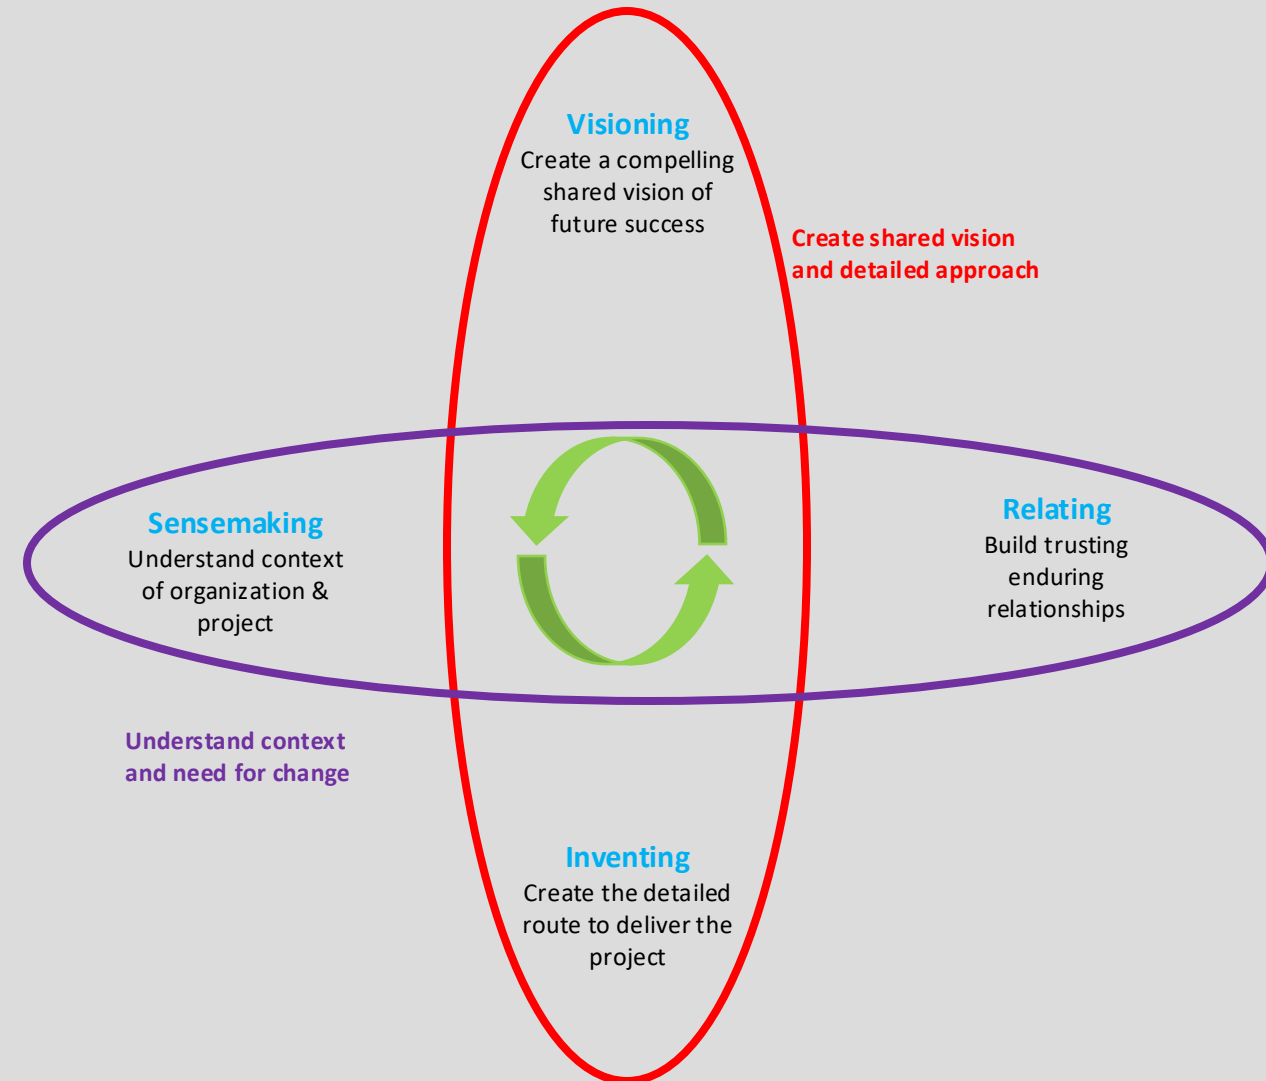 Visioning
Create a compelling
shared vision of
future success
Create shared vision
and detailed approach
Sensemaking
Understand context
of organization &
project
Relating
Build trusting
enduring
relationships
Understand context
and need for change
Inventing
Create the detailed
route to deliver the
project